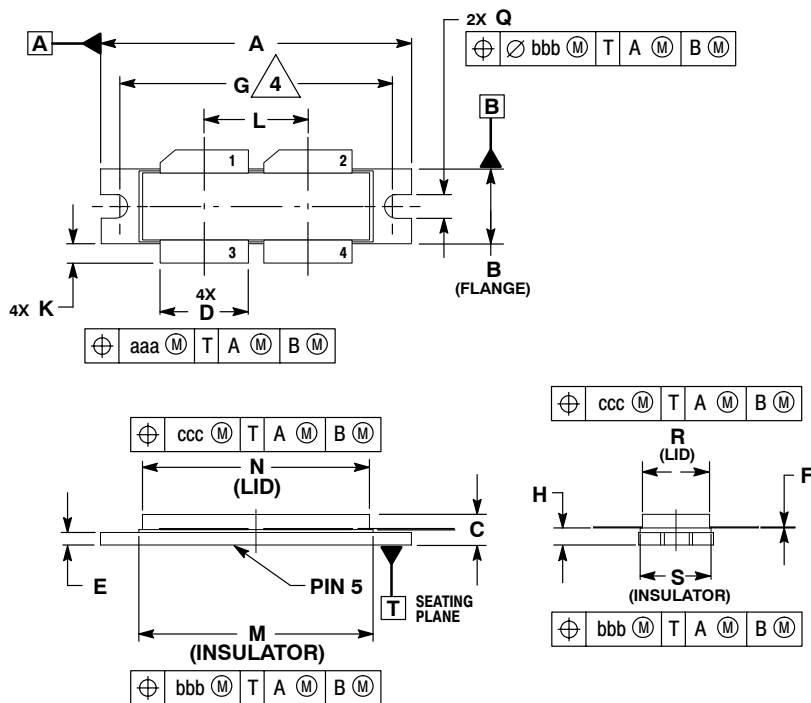 A
A
2X Q
⌖ ∅ bbb Ⓜ T A Ⓜ B Ⓜ
G 4
L
B
1 2
3 4
4X K
4X
D
B
(FLANGE)
⌖ aaa Ⓜ T A Ⓜ B Ⓜ
⌖ ccc Ⓜ T A Ⓜ B Ⓜ
N
(LID)
E
C
PIN 5
T
SEATING
PLANE
M
(INSULATOR)
⌖ bbb Ⓜ T A Ⓜ B Ⓜ
⌖ ccc Ⓜ T A Ⓜ B Ⓜ
R
(LID)
H
F
S
(INSULATOR)
⌖ bbb Ⓜ T A Ⓜ B Ⓜ